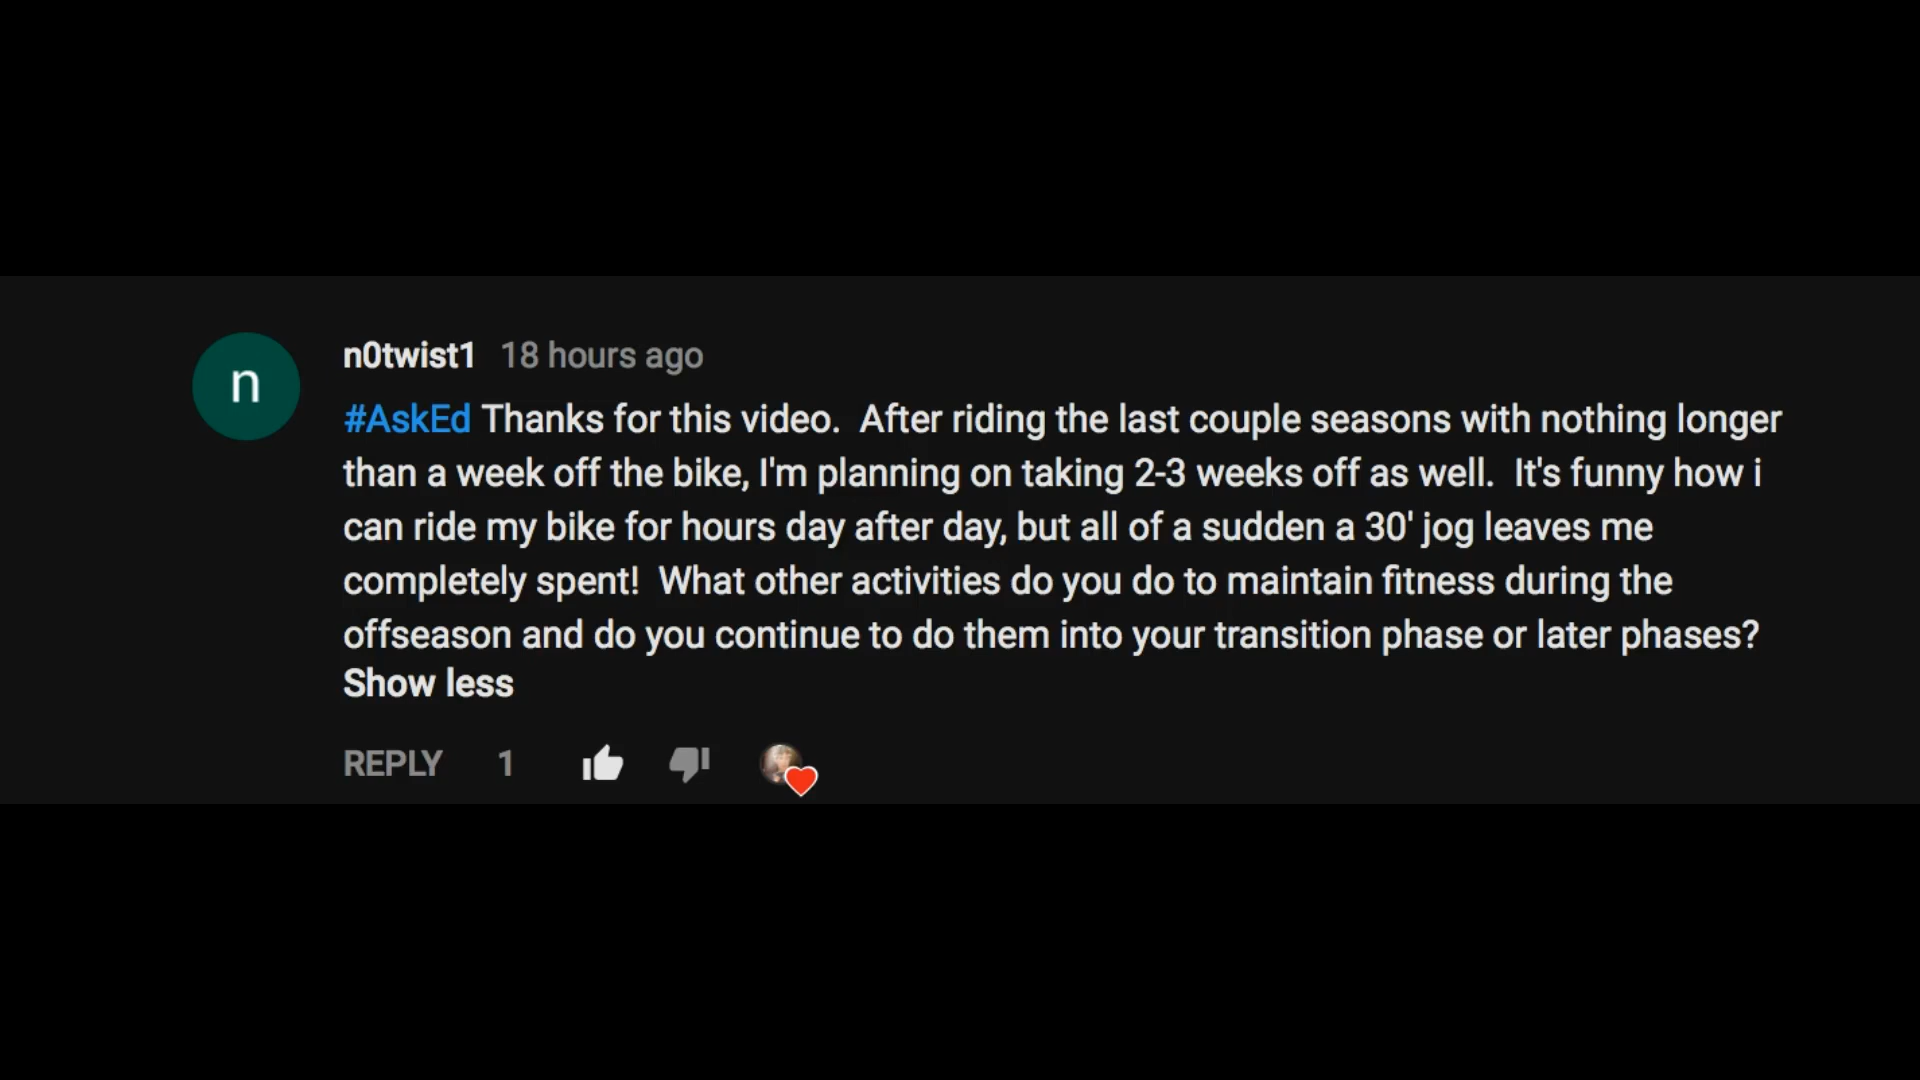 n
n0twist1 18 hours ago
#AskEd Thanks for this video.  After riding the last couple seasons with nothing longer
than a week off the bike, I'm planning on taking 2-3 weeks off as well.  It's funny how i
can ride my bike for hours day after day, but all of a sudden a 30' jog leaves me
completely spent!  What other activities do you do to maintain fitness during the
offseason and do you continue to do them into your transition phase or later phases?
Show less
REPLY 1